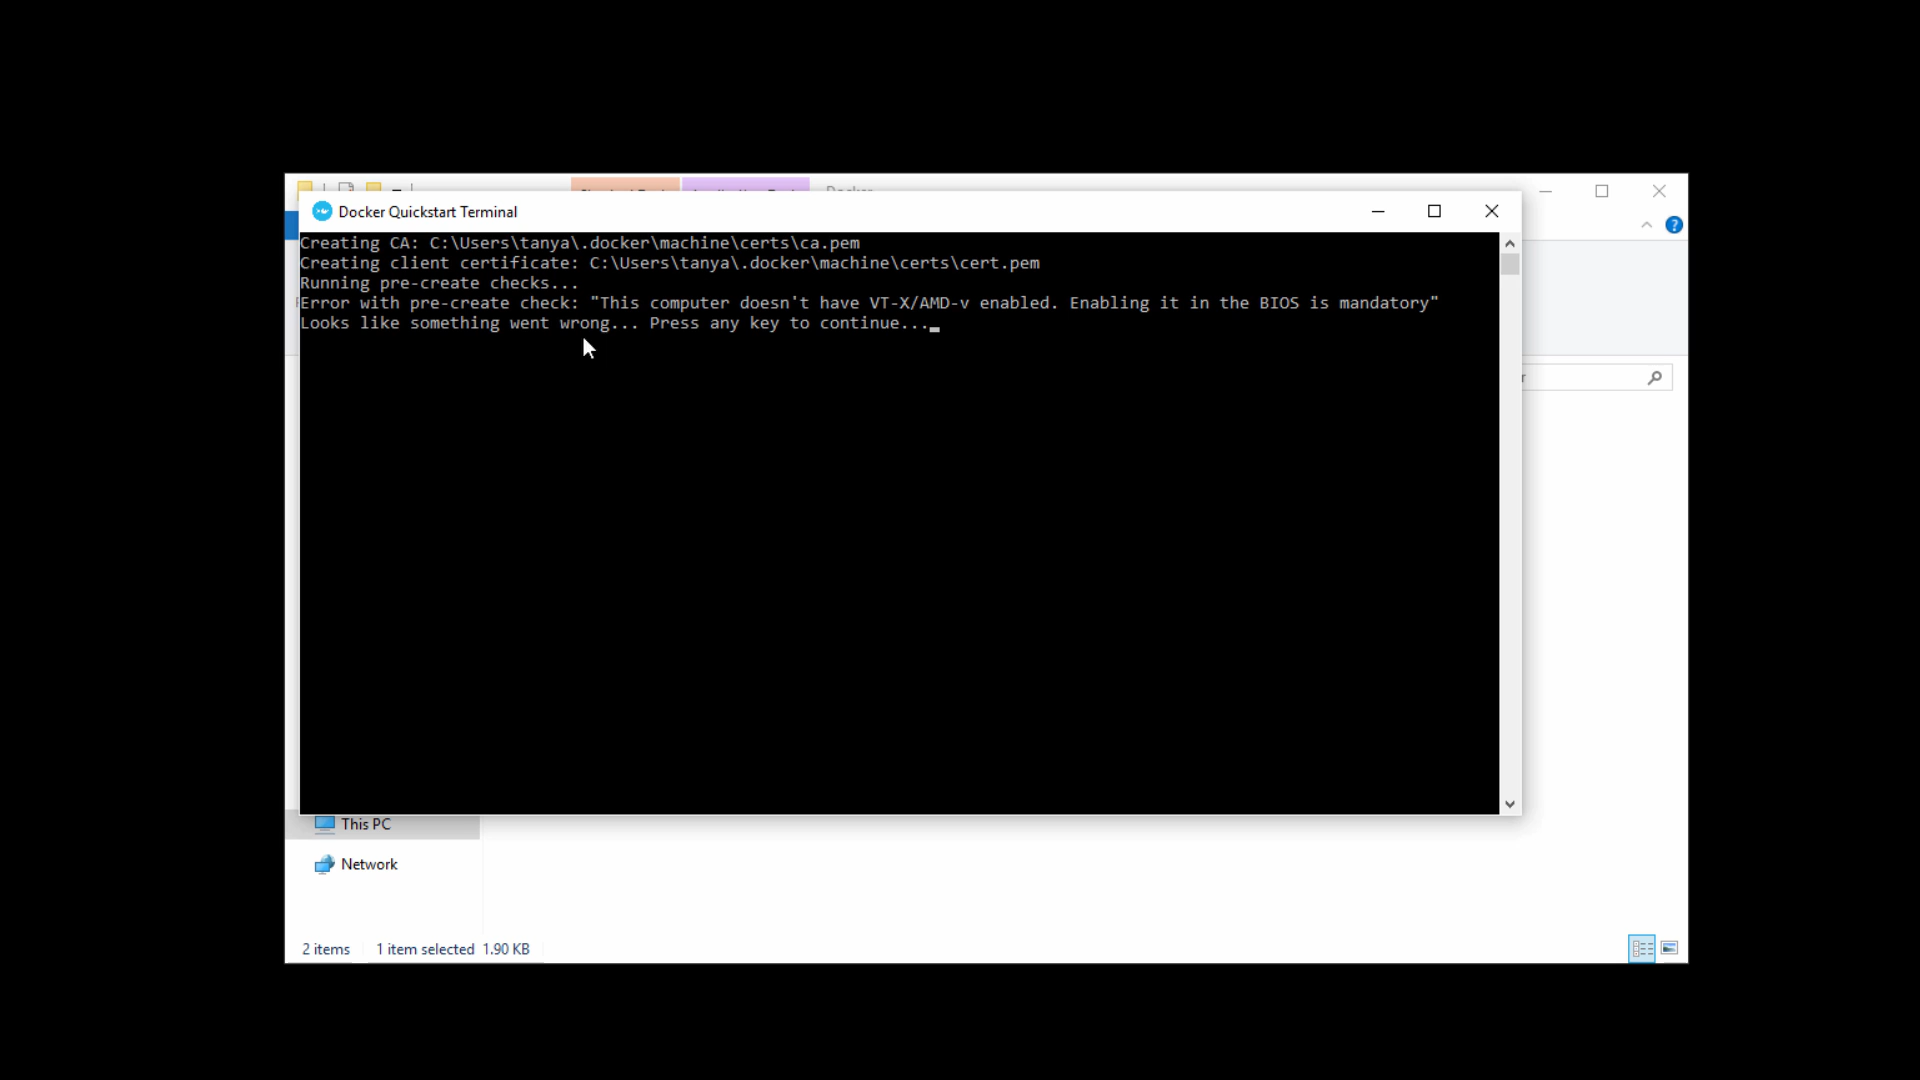 Docker Quickstart Terminal
Creating CA: C:\Users\tanya\.docker\machine\certs\ca.pem
Creating client certificate: C:\Users\tanya\.docker\machine\certs\cert.pem
Running pre-create checks...
Error with pre-create check: "This computer doesn't have VT-X/AMD-v enabled. Enabling it in the BIOS is mandatory"
Looks like something went wrong... Press any key to continue..._
This PC
Network
2 items 1 item selected 1.90 KB